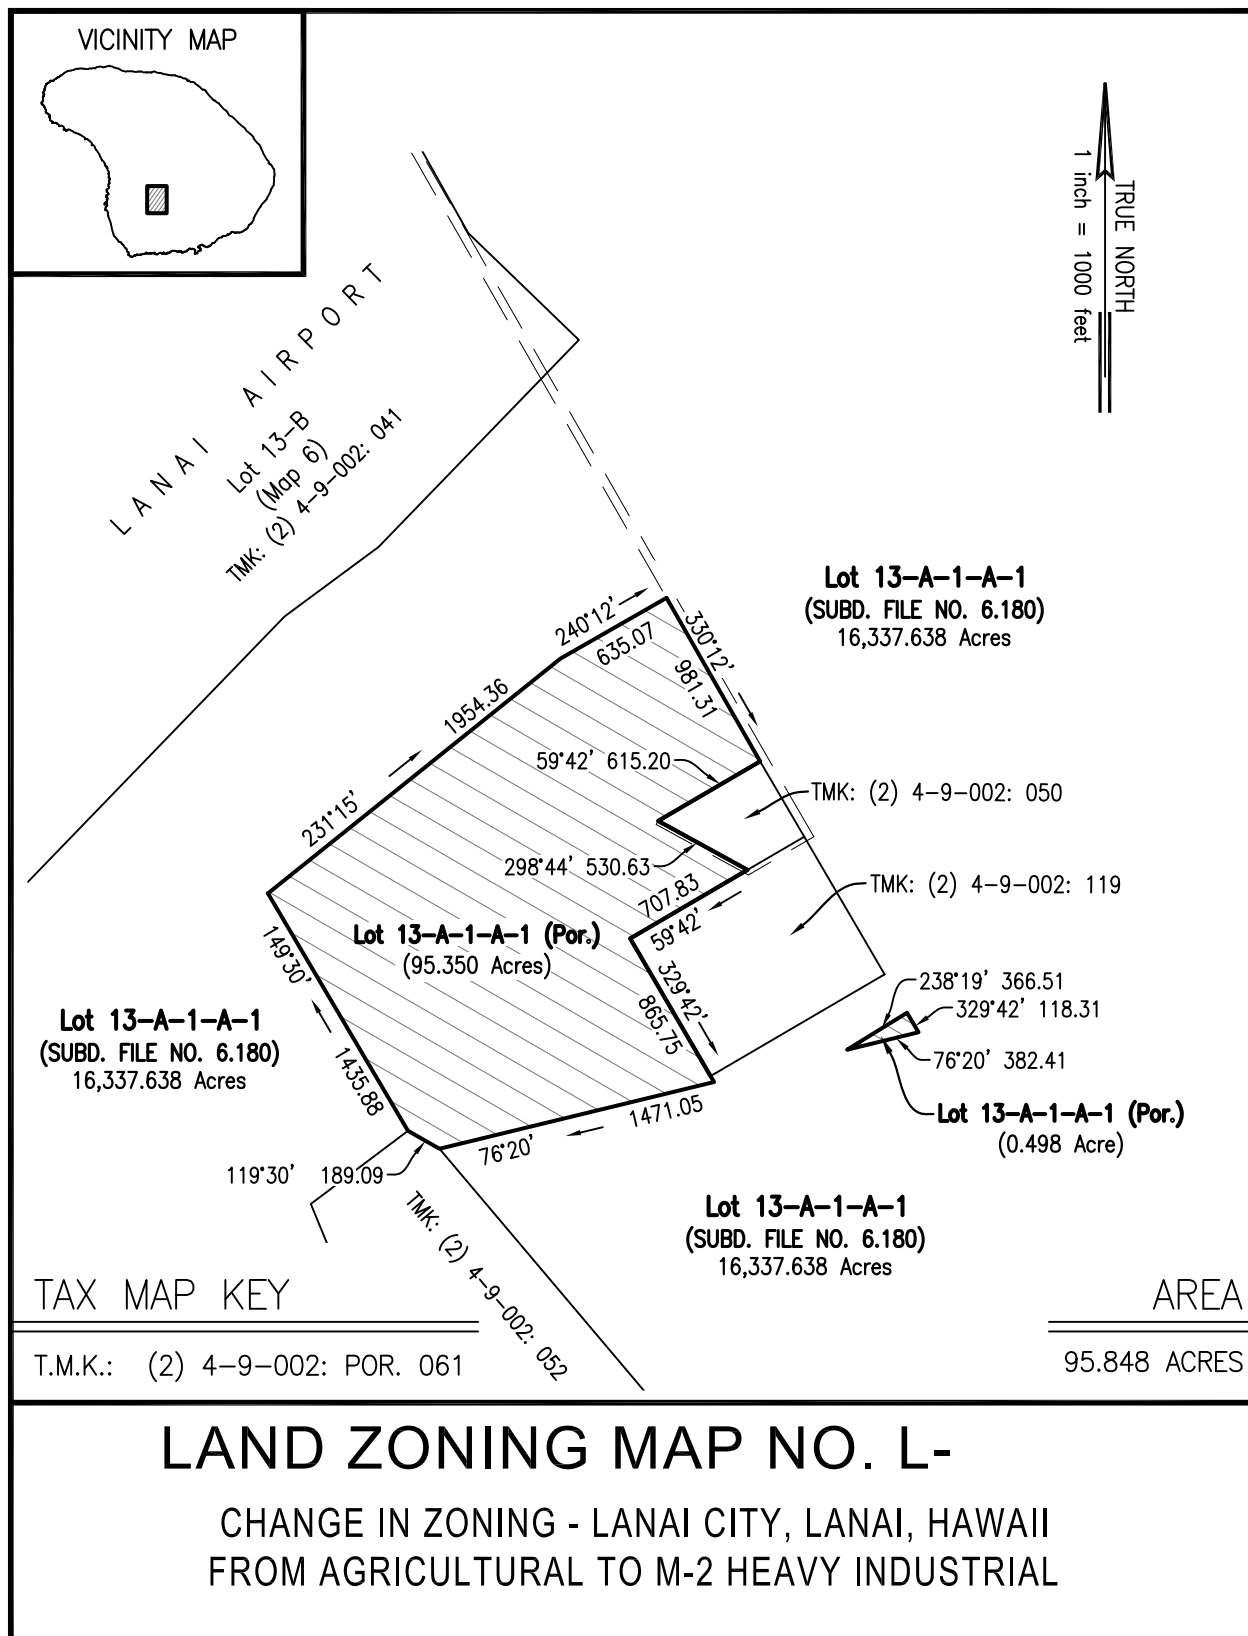 VICINITY MAP
TRUE NORTH
1 inch = 1000 feet
LANAI AIRPORT
Lot 13-B
(Map 6)
TMK: (2) 4-9-002: 041
Lot 13-A-1-A-1
(SUBD. FILE NO. 6.180)
16,337.638 Acres
240°12'
635.07
330°12'
981.31
1954.36
231°15'
59°42' 615.20
TMK: (2) 4-9-002: 050
298°44' 530.63
TMK: (2) 4-9-002: 119
707.83
59°42'
Lot 13-A-1-A-1 (Por.)
(95.350 Acres)
149°30'
1435.88
329°42'
865.75
238°19' 366.51
329°42' 118.31
76°20' 382.41
Lot 13-A-1-A-1 (Por.)
(0.498 Acre)
Lot 13-A-1-A-1
(SUBD. FILE NO. 6.180)
16,337.638 Acres
1471.05
76°20'
119°30' 189.09
TMK: (2) 4-9-002: 052
Lot 13-A-1-A-1
(SUBD. FILE NO. 6.180)
16,337.638 Acres
TAX MAP KEY
T.M.K.: (2) 4-9-002: POR. 061
AREA
95.848 ACRES
LAND ZONING MAP NO. L-
CHANGE IN ZONING - LANAI CITY, LANAI, HAWAII
FROM AGRICULTURAL TO M-2 HEAVY INDUSTRIAL